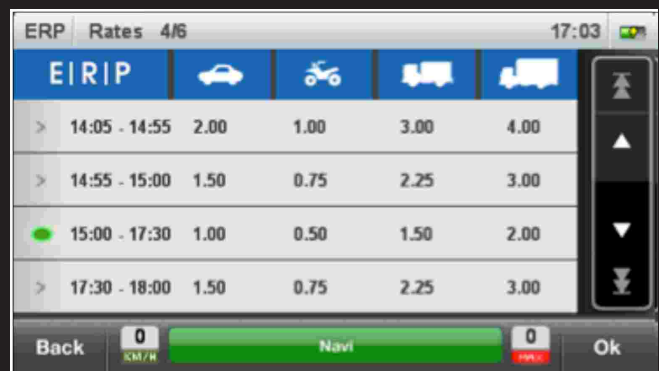 ERP Rates 4/6 17:03
E|R|P
14:05 - 14:55 2.00 1.00 3.00 4.00
14:55 - 15:00 1.50 0.75 2.25 3.00
15:00 - 17:30 1.00 0.50 1.50 2.00
17:30 - 18:00 1.50 0.75 2.25 3.00
Back 0 Navi 0 Ok
KM/H MAX